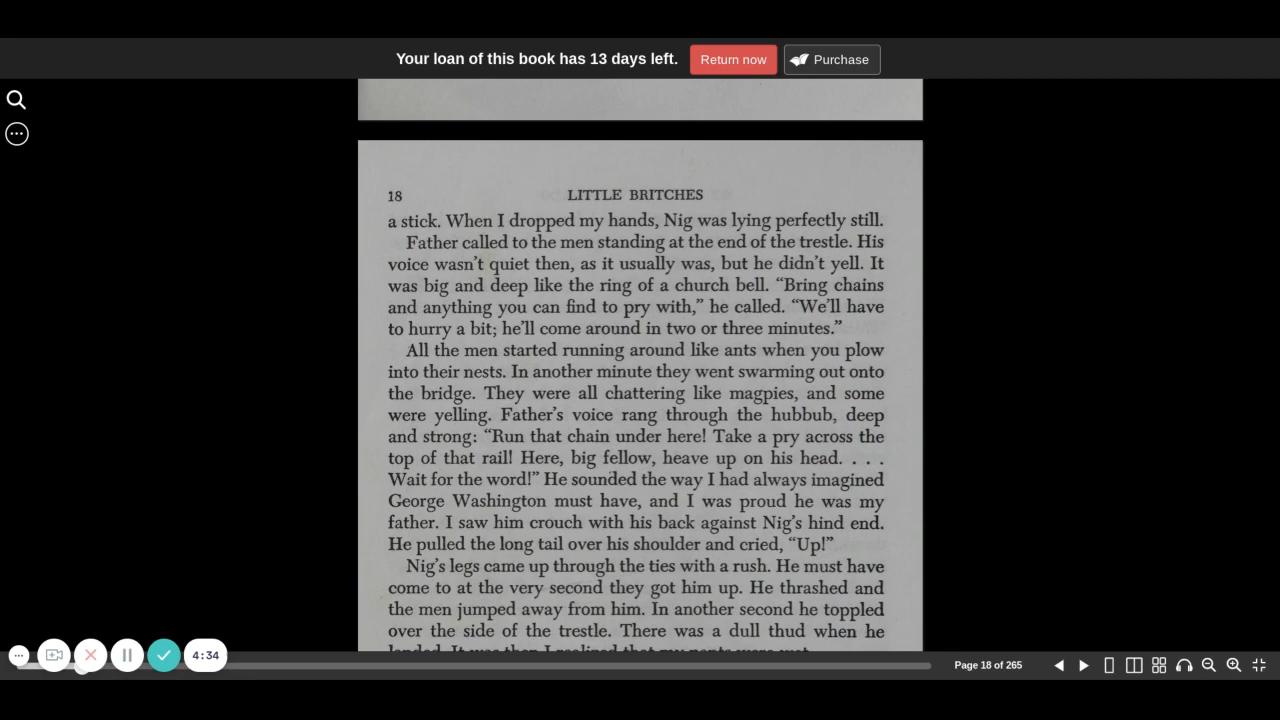 Your loan of this book has 13 days left. Return now Purchase
18 LITTLE BRITCHES
a stick. When I dropped my hands, Nig was lying perfectly still.
Father called to the men standing at the end of the trestle. His
voice wasn't quiet then, as it usually was, but he didn't yell. It
was big and deep like the ring of a church bell. “Bring chains
and anything you can find to pry with,” he called. “We'll have
to hurry a bit; he'll come around in two or three minutes.”
All the men started running around like ants when you plow
into their nests. In another minute they went swarming out onto
the bridge. They were all chattering like magpies, and some
were yelling. Father's voice rang through the hubbub, deep
and strong: “Run that chain under here! Take a pry across the
top of that rail! Here, big fellow, heave up on his head. . . .
Wait for the word!” He sounded the way I had always imagined
George Washington must have, and I was proud he was my
father. I saw him crouch with his back against Nig's hind end.
He pulled the long tail over his shoulder and cried, “Up!”
Nig's legs came up through the ties with a rush. He must have
come to at the very second they got him up. He thrashed and
the men jumped away from him. In another second he toppled
over the side of the trestle. There was a dull thud when he
landed. It was then I realized that my pants were wet.
4:34
Page 18 of 265